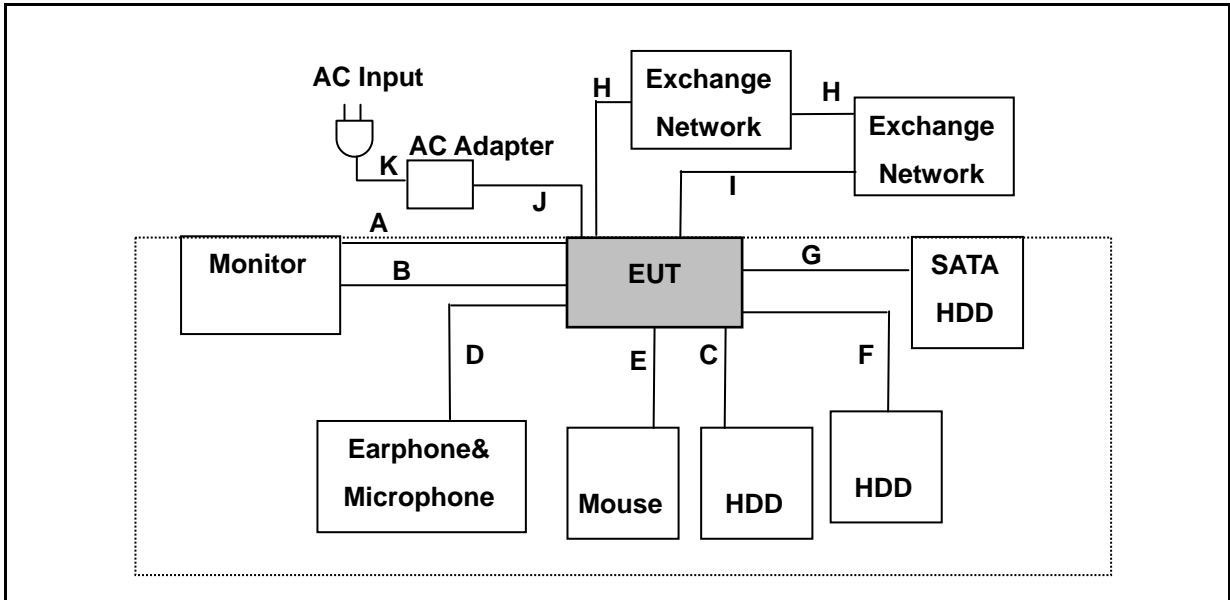 AC Input
H
Exchange
Network
H
Exchange
Network
AC Adapter
K
J
I
A
Monitor
B
EUT
G
SATA
HDD
D
E
C
F
Earphone&
Microphone
Mouse
HDD
HDD